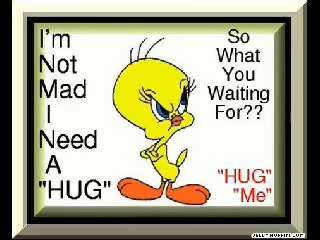 I'm
Not
Mad
I
Need
A
"HUG"
So
What
You
Waiting
For??
"HUG"
"Me"